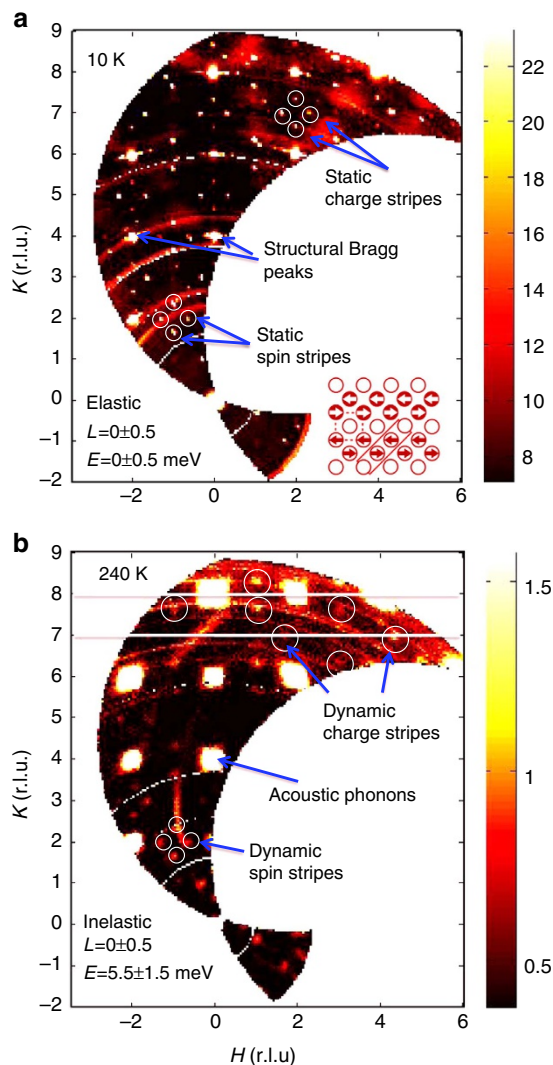 a
10 K
Static
charge stripes
Structural Bragg
peaks
Static
spin stripes
Elastic
L=0±0.5
E=0±0.5 meV
K (r.l.u.)
9
8
7
6
5
4
3
2
1
0
−1
−2
−2 0 2 4 6
22
20
18
16
14
12
10
8
b
240 K
Dynamic
charge stripes
Acoustic phonons
Dynamic
spin stripes
Inelastic
L=0±0.5
E=5.5±1.5 meV
K (r.l.u.)
9
8
7
6
5
4
3
2
1
0
−1
−2
−2 0 2 4 6
H (r.l.u)
1.5
1
0.5